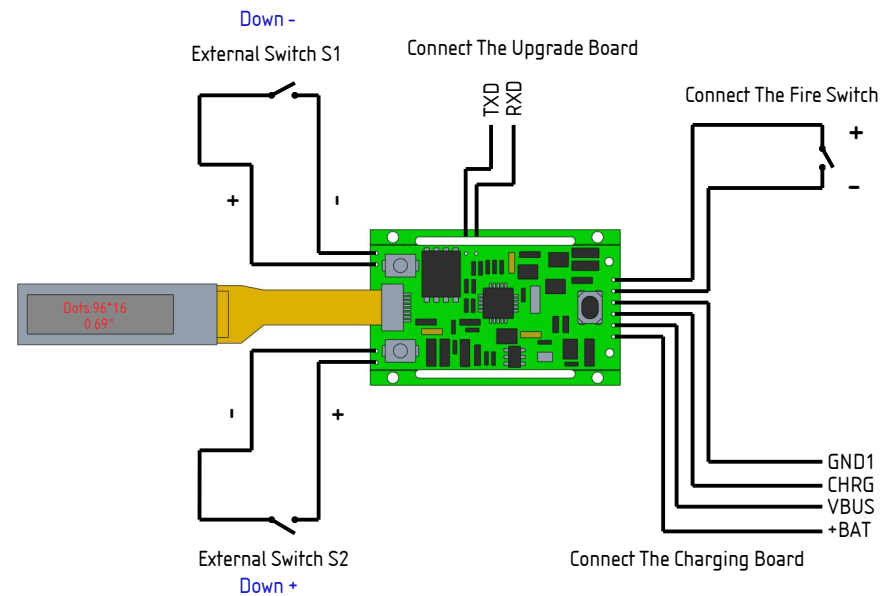 Down -
External Switch S1
Connect The Upgrade Board
TXD
RXD
Connect The Fire Switch
+
-
+
-
Dots:96*16
0.69"
-
+
GND1
CHRG
VBUS
+BAT
External Switch S2
Down +
Connect The Charging Board